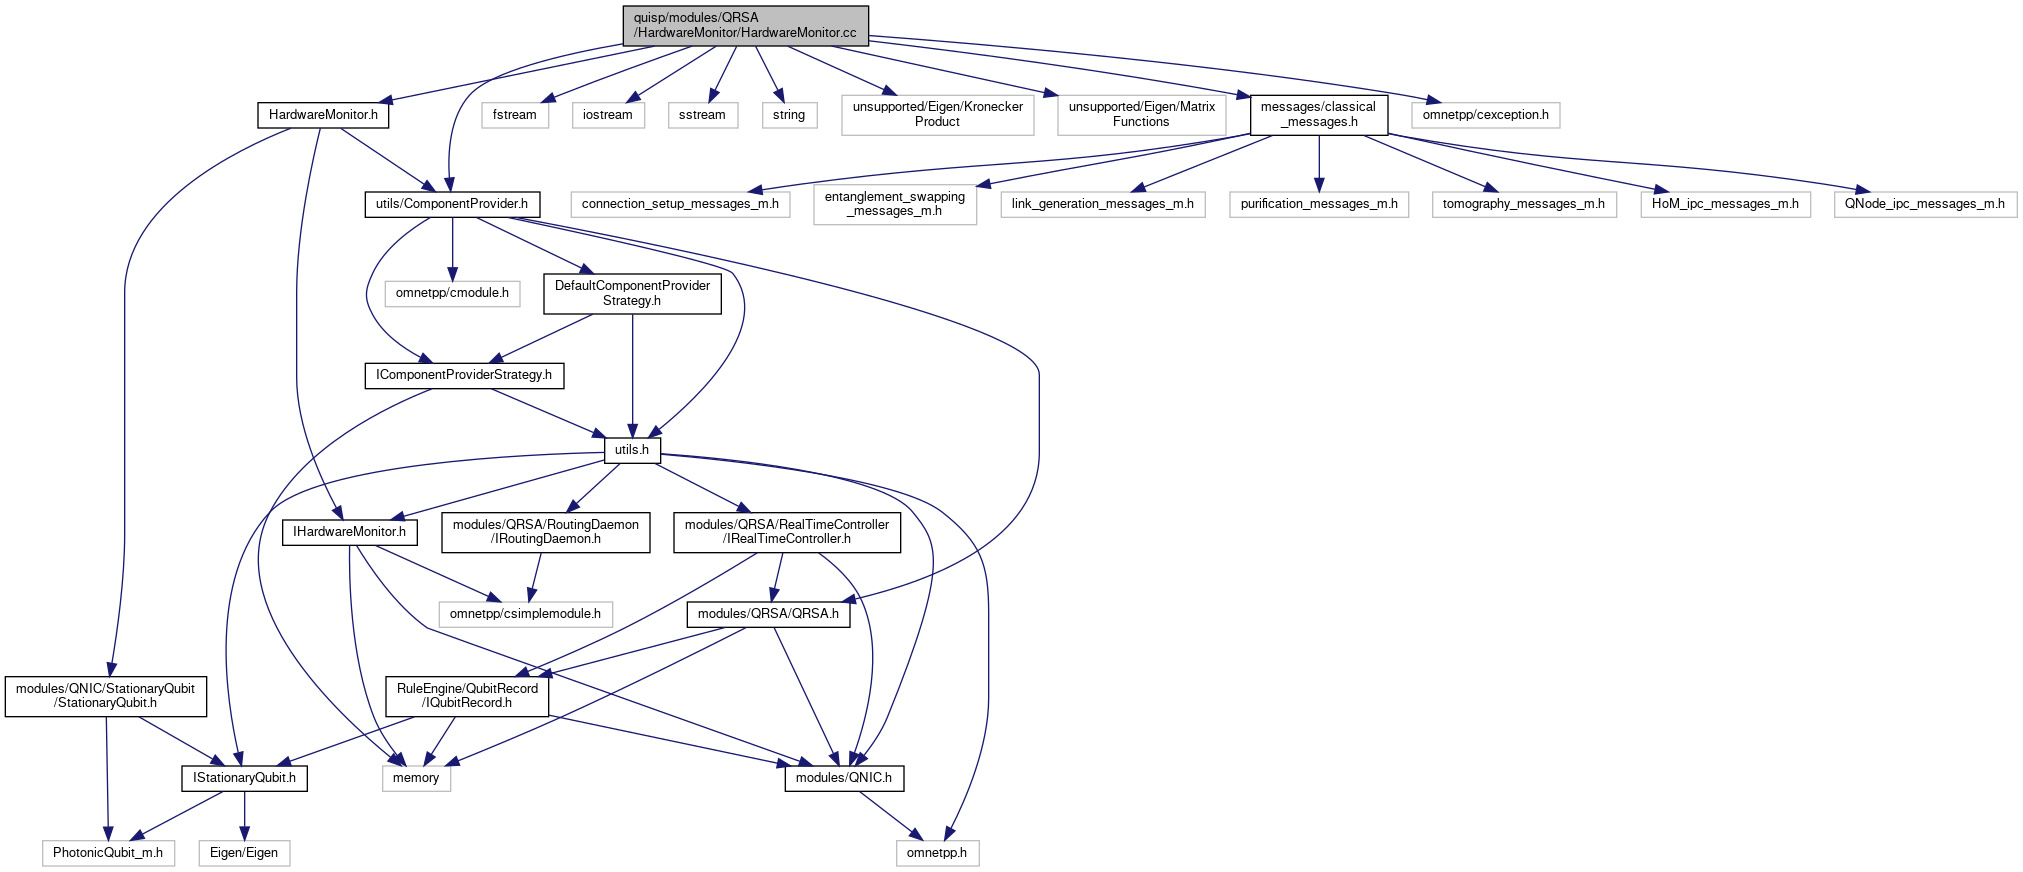 quisp/modules/QRSA
/HardwareMonitor/HardwareMonitor.cc
HardwareMonitor.h
fstream
iostream
sstream
string
unsupported/Eigen/Kronecker
Product
unsupported/Eigen/Matrix
Functions
messages/classical
_messages.h
omnetpp/cexception.h
utils/ComponentProvider.h
connection_setup_messages_m.h
entanglement_swapping
_messages_m.h
link_generation_messages_m.h
purification_messages_m.h
tomography_messages_m.h
HoM_ipc_messages_m.h
QNode_ipc_messages_m.h
omnetpp/cmodule.h
DefaultComponentProvider
Strategy.h
IComponentProviderStrategy.h
utils.h
IHardwareMonitor.h
modules/QRSA/RoutingDaemon
/IRoutingDaemon.h
modules/QRSA/RealTimeController
/IRealTimeController.h
omnetpp/csimplemodule.h
modules/QRSA/QRSA.h
modules/QNIC/StationaryQubit
/StationaryQubit.h
RuleEngine/QubitRecord
/IQubitRecord.h
IStationaryQubit.h
memory
modules/QNIC.h
PhotonicQubit_m.h
Eigen/Eigen
omnetpp.h